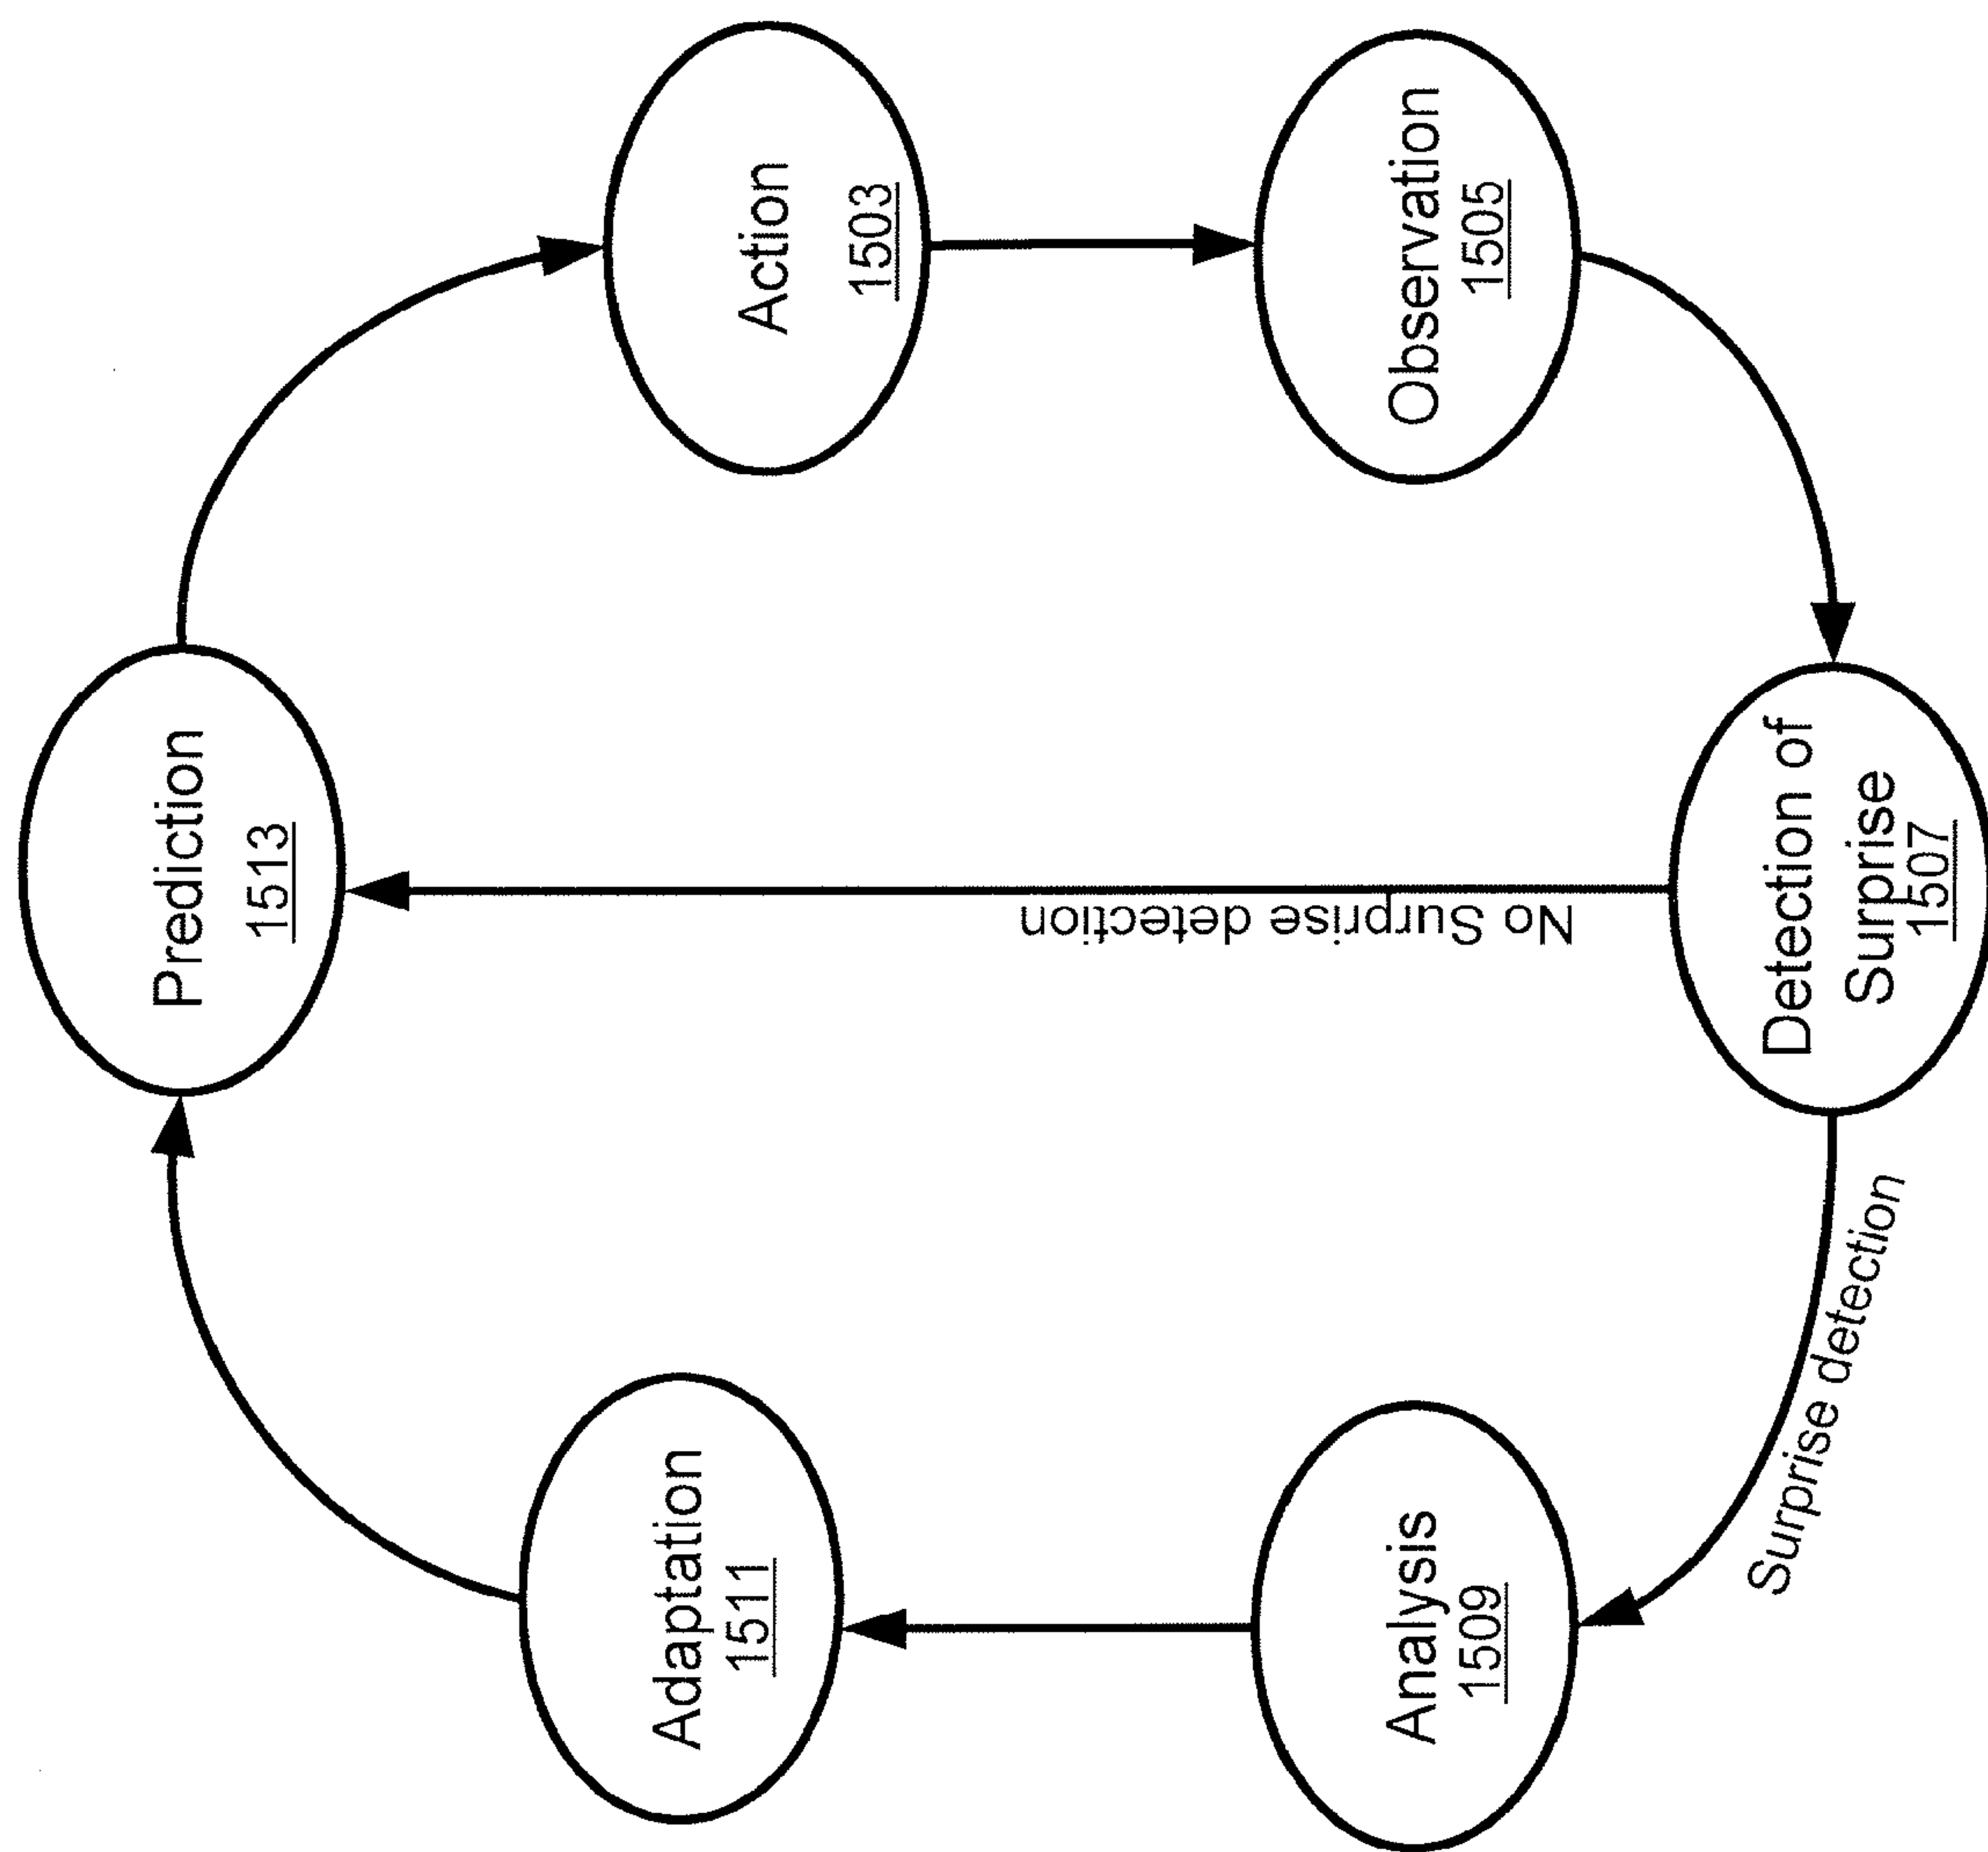 Prediction
1513
Action
1503
Observation
1505
Detection of
Surprise
1507
No Surprise detection
Surprise detection
Analysis
1509
Adaptation
1511